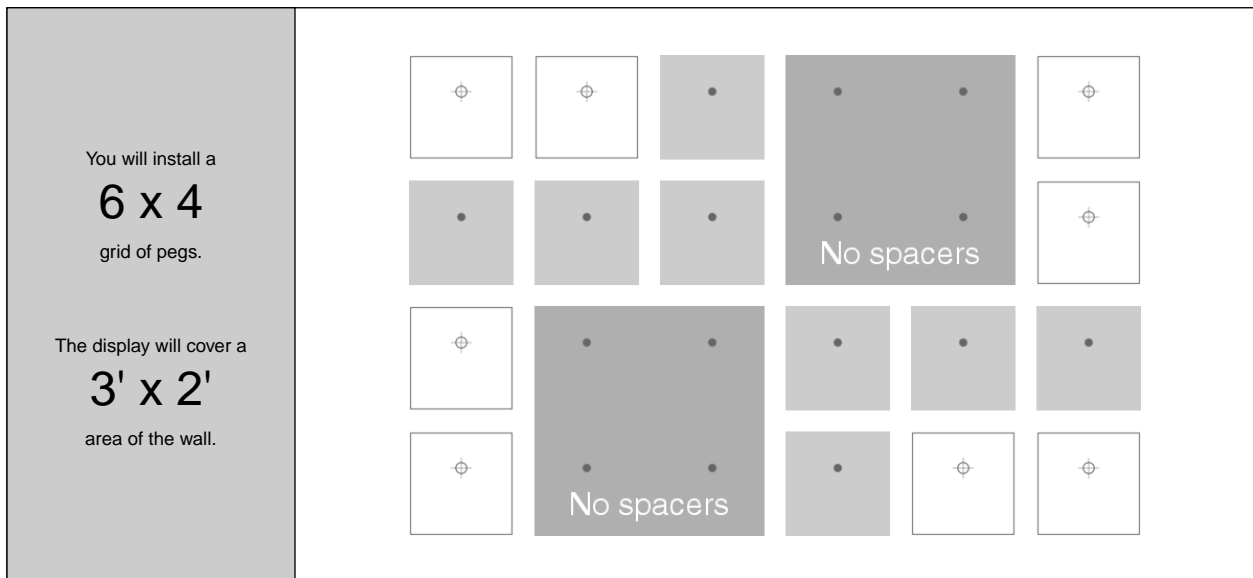 You will install a
6 x 4
grid of pegs.
The display will cover a
3' x 2'
area of the wall.
No spacers
No spacers